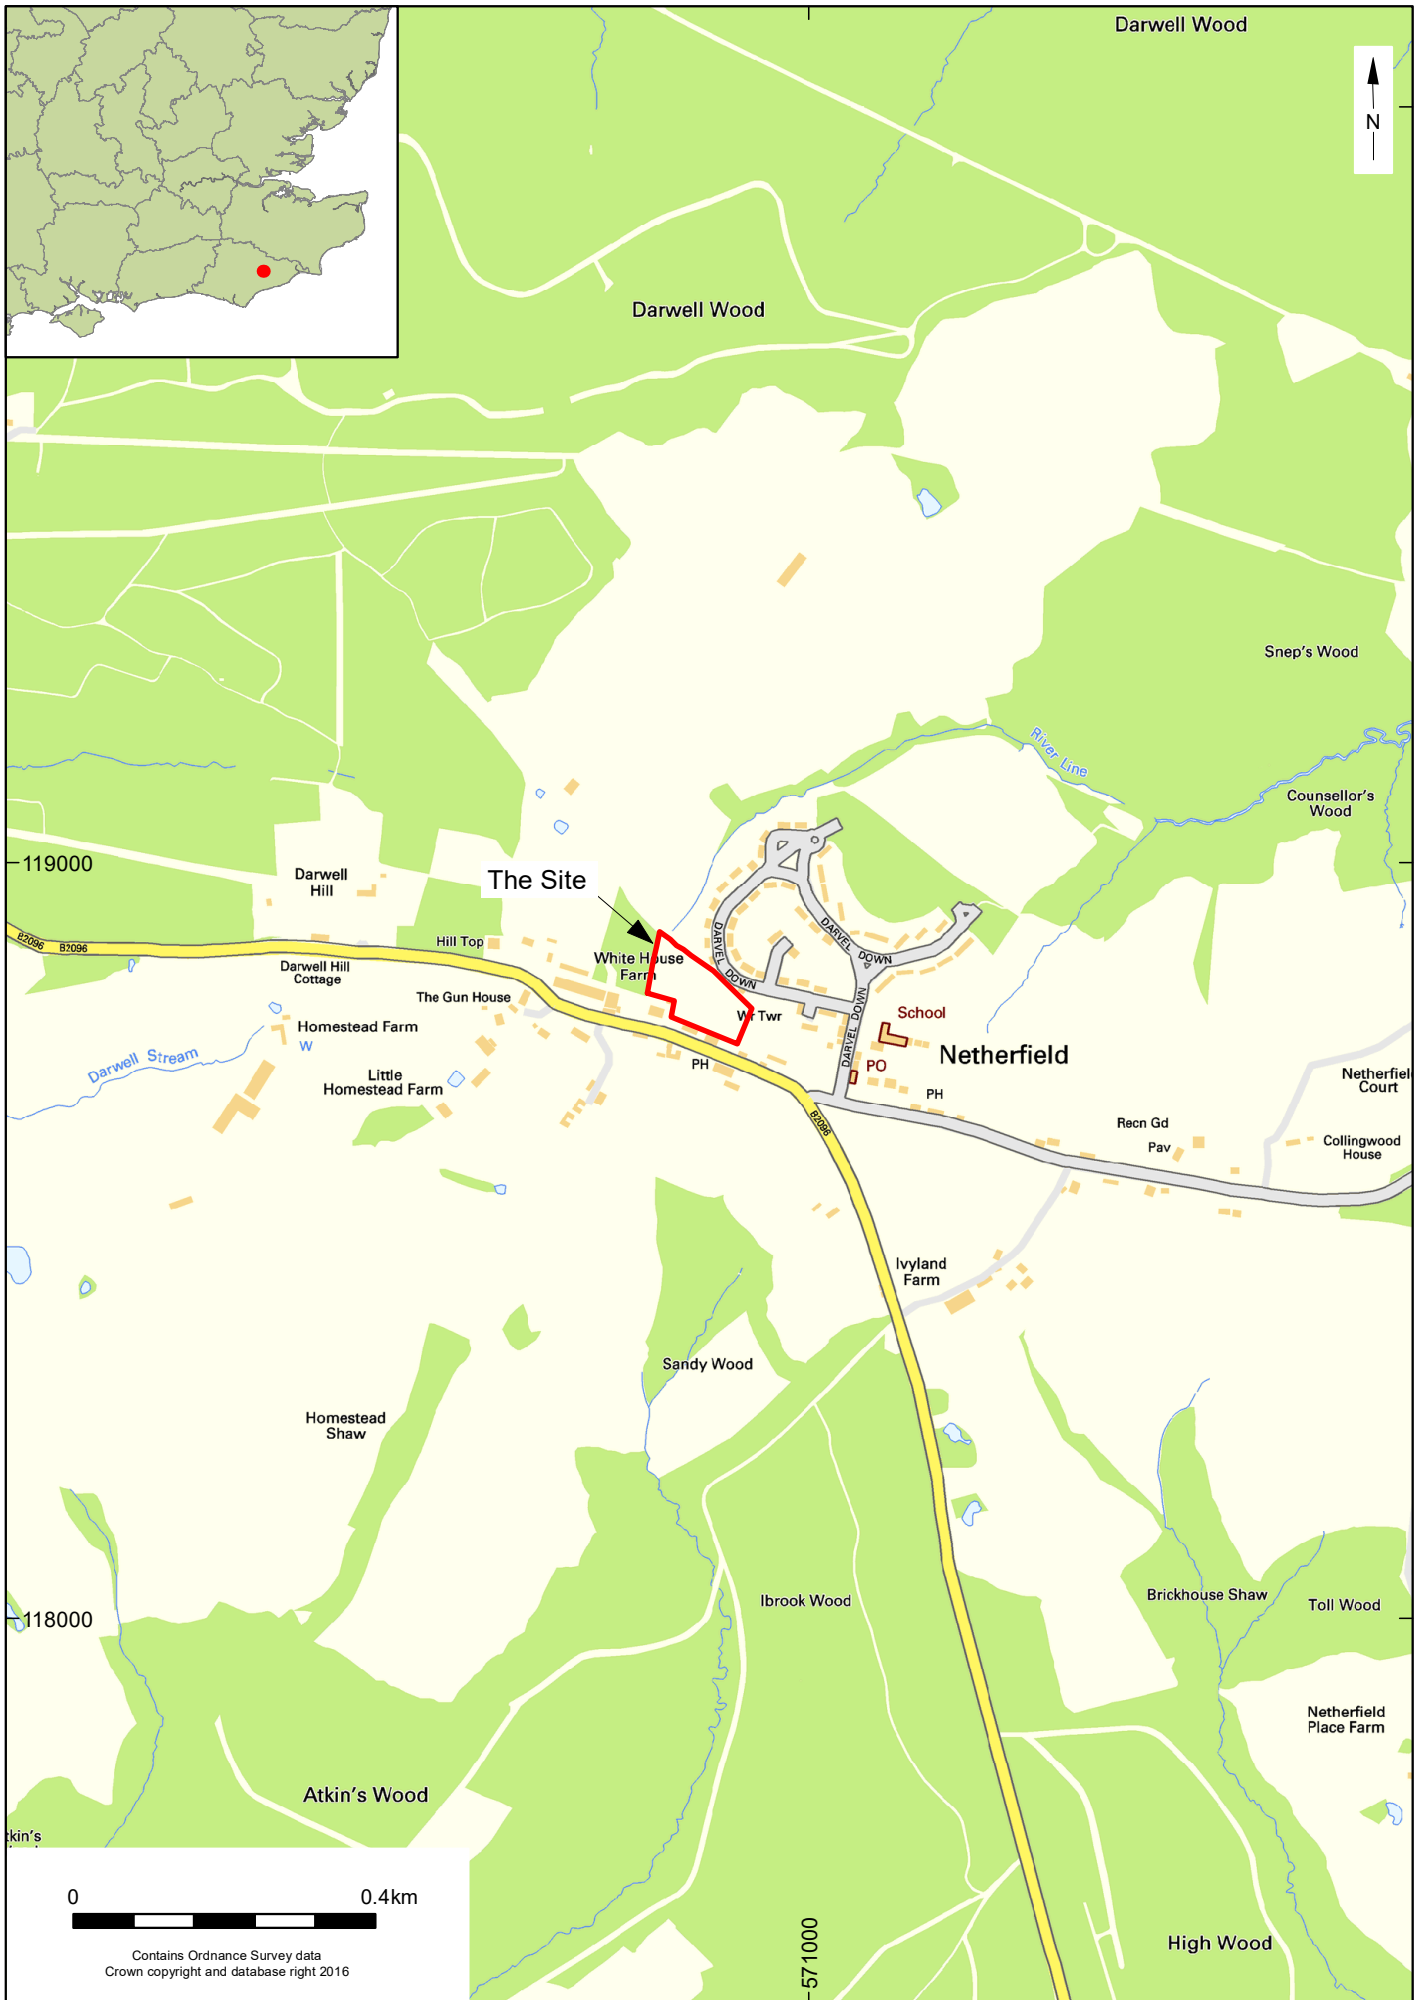 Darwell Wood
N
Darwell Wood
Snep's Wood
River Line
Counsellor's
Wood
119000
The Site
Darwell
Hill
DARVEL DOWN
DARVEL DOWN
B2096
B2096
Hill Top
White House
Farm
Darwell Hill
Cottage
The Gun House
Wr Twr
DARVEL DOWN
School
Homestead Farm
W
Netherfield
Darwell Stream
PH
PO
Little
Homestead Farm
Netherfiel
Court
PH
B2096
Recn Gd
Pav
Collingwood
House
Ivyland
Farm
Sandy Wood
Homestead
Shaw
Ibrook Wood
Brickhouse Shaw
Toll Wood
118000
Netherfield
Place Farm
Atkin's Wood
tkin's
0
0.4km
571000
High Wood
Contains Ordnance Survey data
Crown copyright and database right 2016